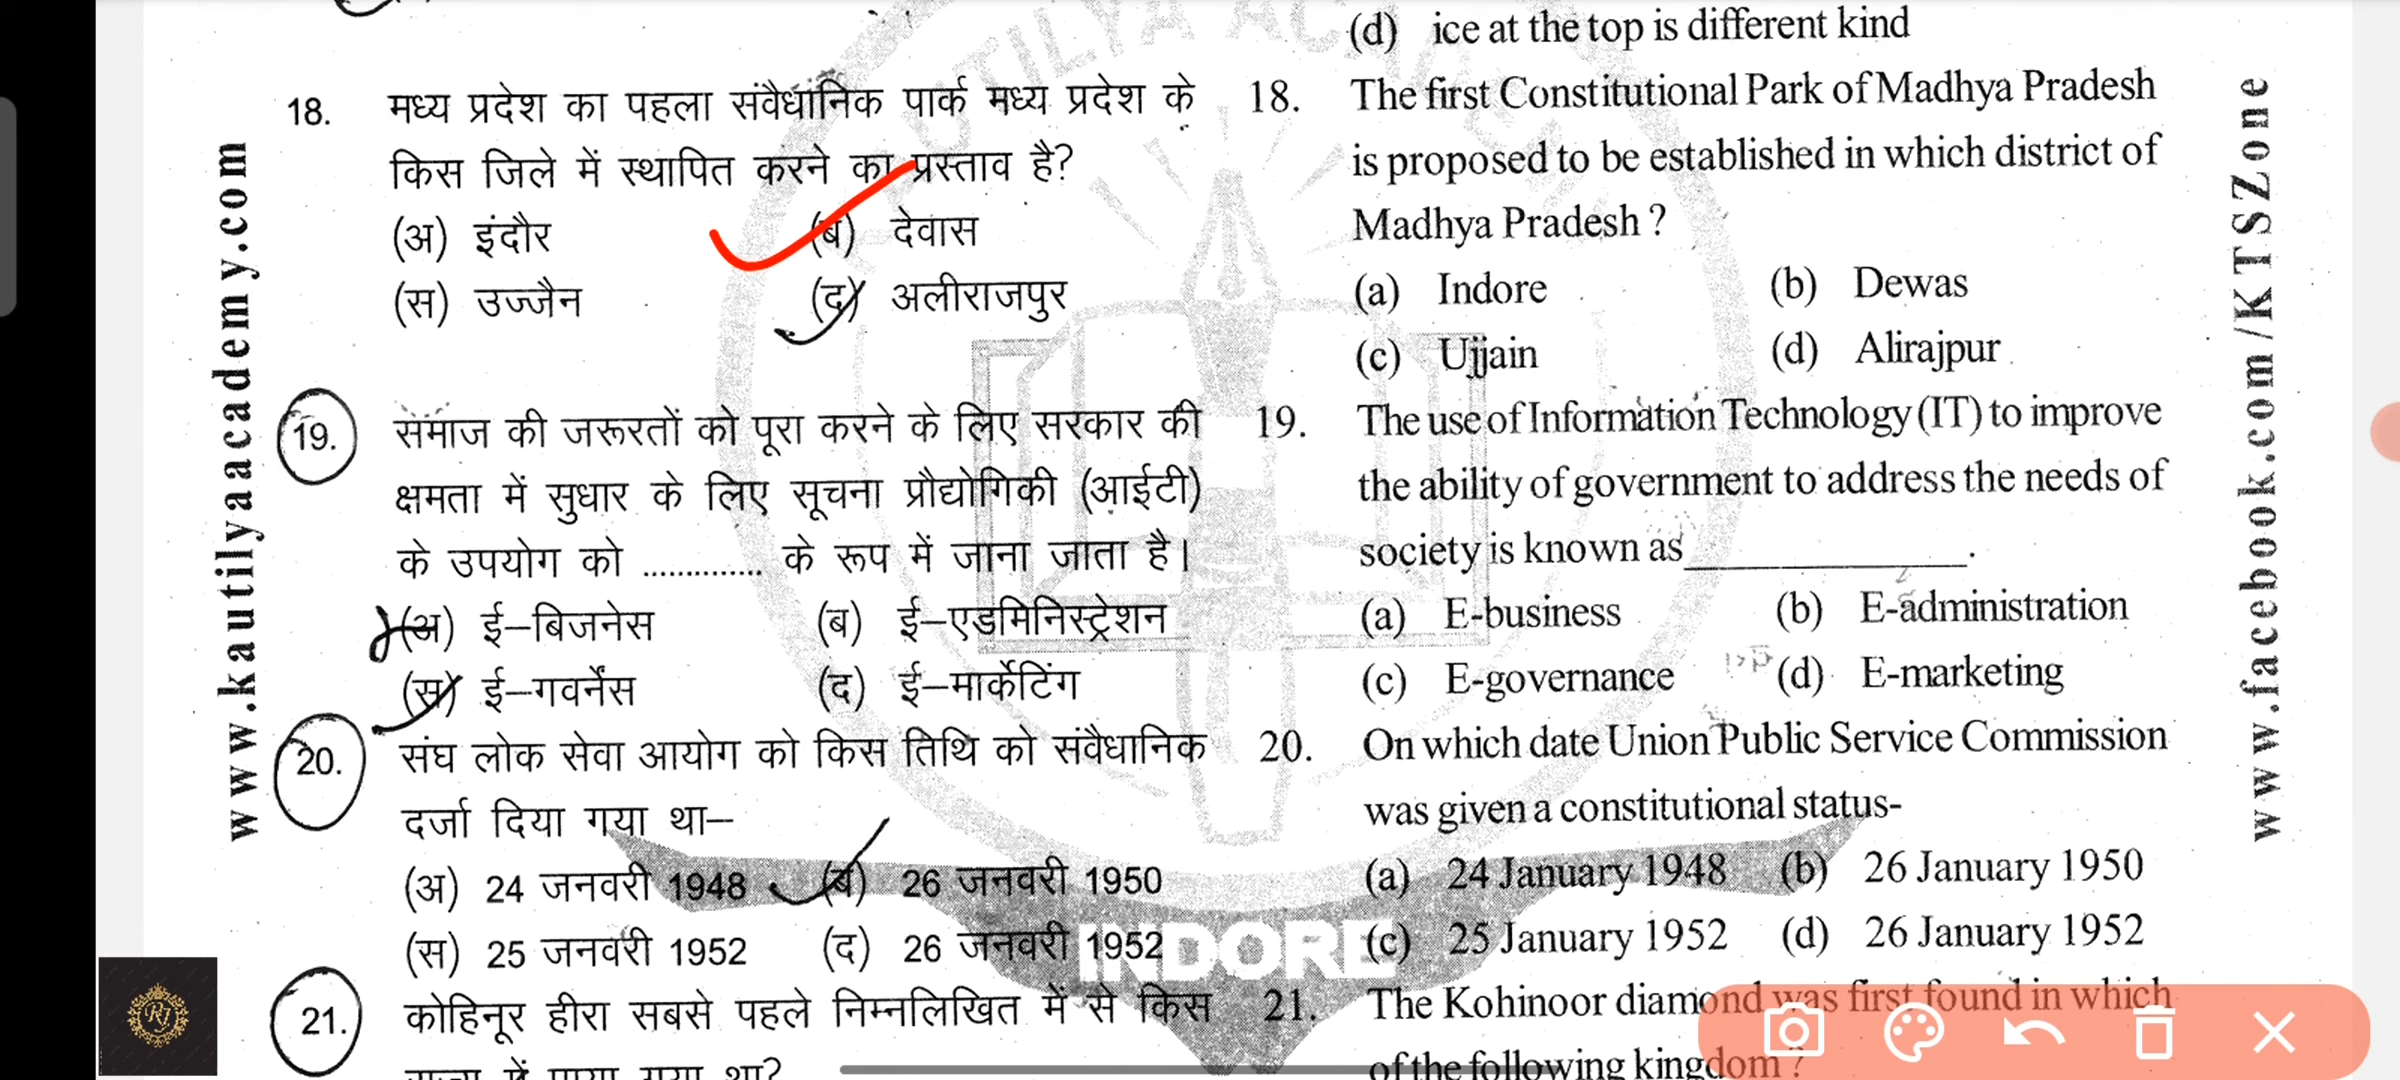 (d) ice at the top is different kind
18. मध्य प्रदेश का पहला संवैधानिक पार्क मध्य प्रदेश के
किस जिले में स्थापित करने का प्रस्ताव है?
(अ) इंदौर (ब) देवास
(स) उज्जैन (द) अलीराजपुर
19. समाज की जरूरतों को पूरा करने के लिए सरकार की
क्षमता में सुधार के लिए सूचना प्रौद्योगिकी (आईटी)
के उपयोग को .............. के रूप में जाना जाता है।
(अ) ई–बिजनेस (ब) ई–एडमिनिस्ट्रेशन
(स) ई–गवर्नेंस (द) ई–मार्केटिंग
20. संघ लोक सेवा आयोग को किस तिथि को संवैधानिक
दर्जा दिया गया था–
(अ) 24 जनवरी 1948 (ब) 26 जनवरी 1950
(स) 25 जनवरी 1952 (द) 26 जनवरी 1952
21. कोहिनूर हीरा सबसे पहले निम्नलिखित में से किस
18. The first Constitutional Park of Madhya Pradesh
is proposed to be established in which district of
Madhya Pradesh ?
(a) Indore (b) Dewas
(c) Ujjain (d) Alirajpur
19. The use of Information Technology (IT) to improve
the ability of government to address the needs of
society is known as______________.
(a) E-business (b) E-administration
(c) E-governance (d) E-marketing
20. On which date Union Public Service Commission
was given a constitutional status-
(a) 24 January 1948 (b) 26 January 1950
(c) 25 January 1952 (d) 26 January 1952
21. The Kohinoor diamond was first found in which
of the following kingdom ?
www.kautilyaacademy.com
www.facebook.com/KTSZone
INDORE
RJ